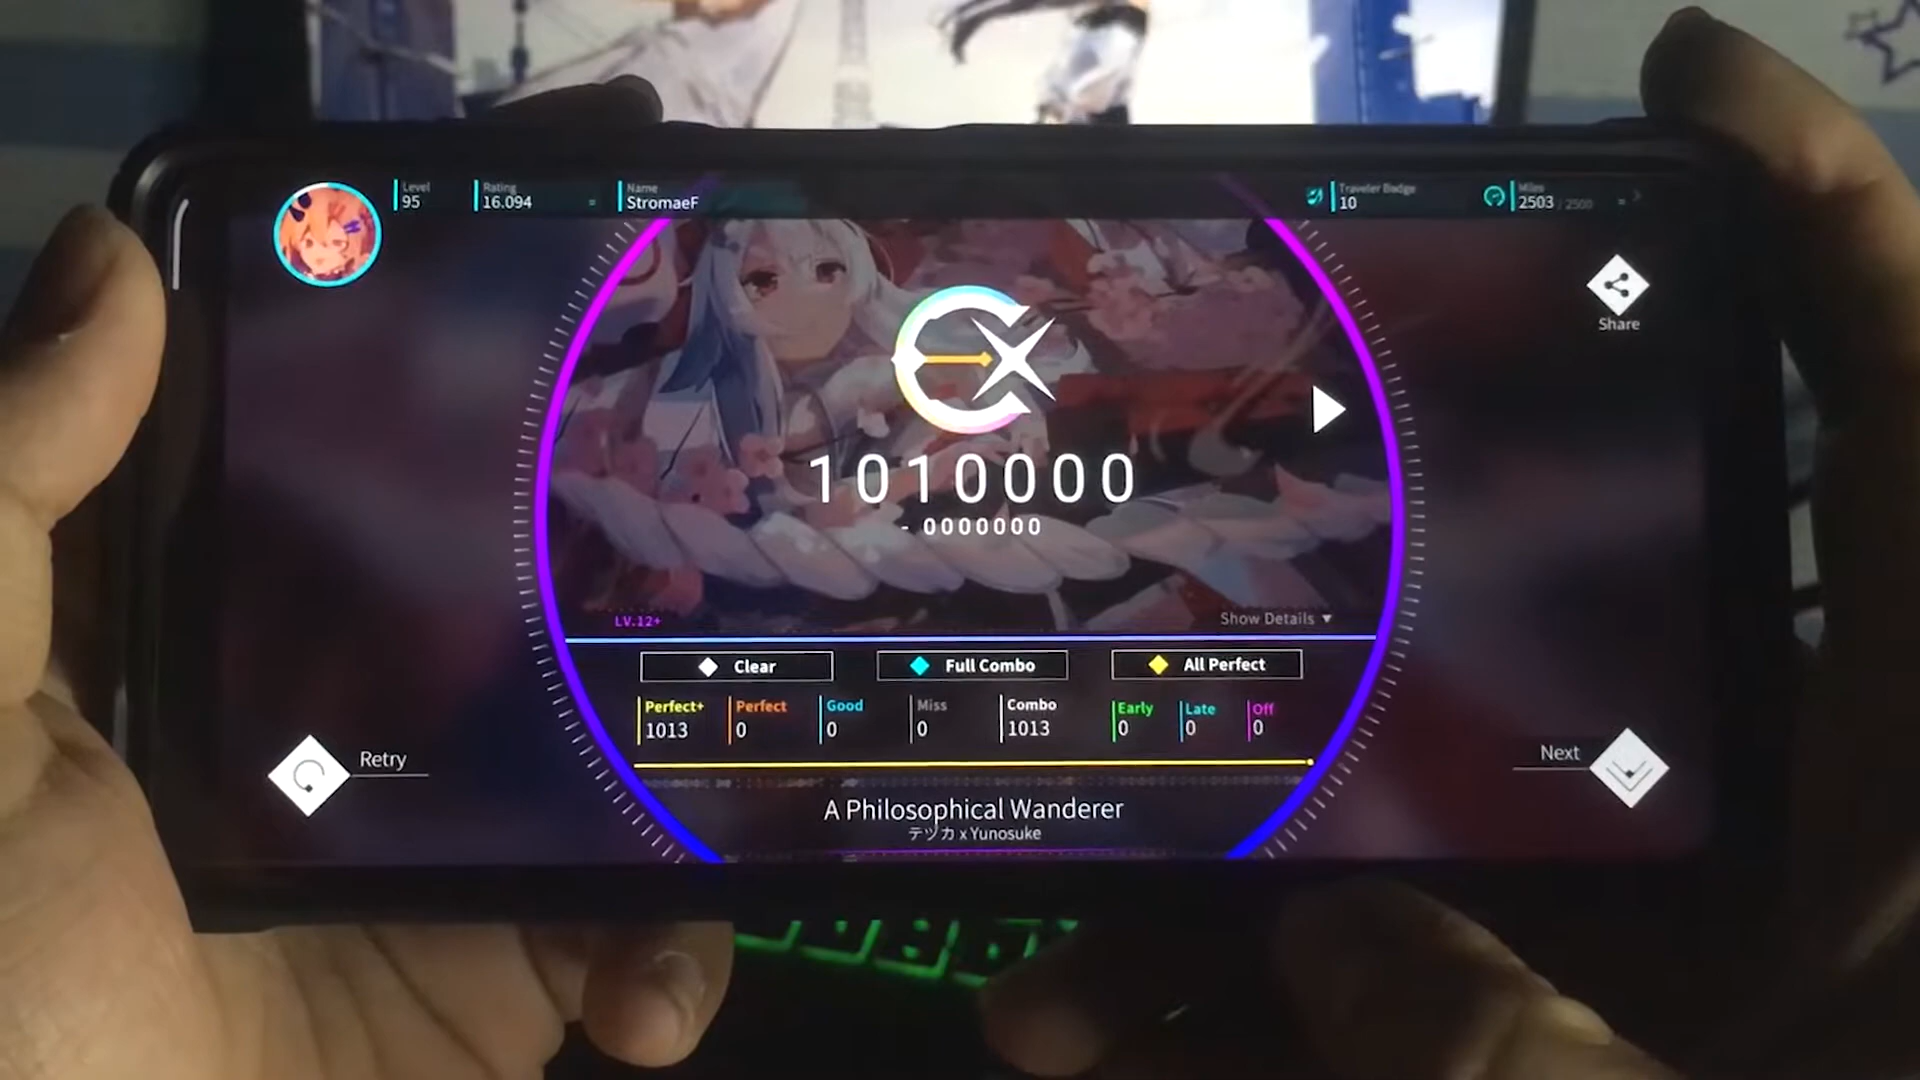 Level
95
Rating
16.094
Name
StromaeF
Traveler Badge
10
Miles
2503 / 2500
Share
1010000
- 0000000
LV.12+
Show Details ▼
Clear
Full Combo
All Perfect
Perfect+
1013
Perfect
0
Good
0
Miss
0
Combo
1013
Early
0
Late
0
Off
0
Retry
Next
A Philosophical Wanderer
テヅカ x Yunosuke